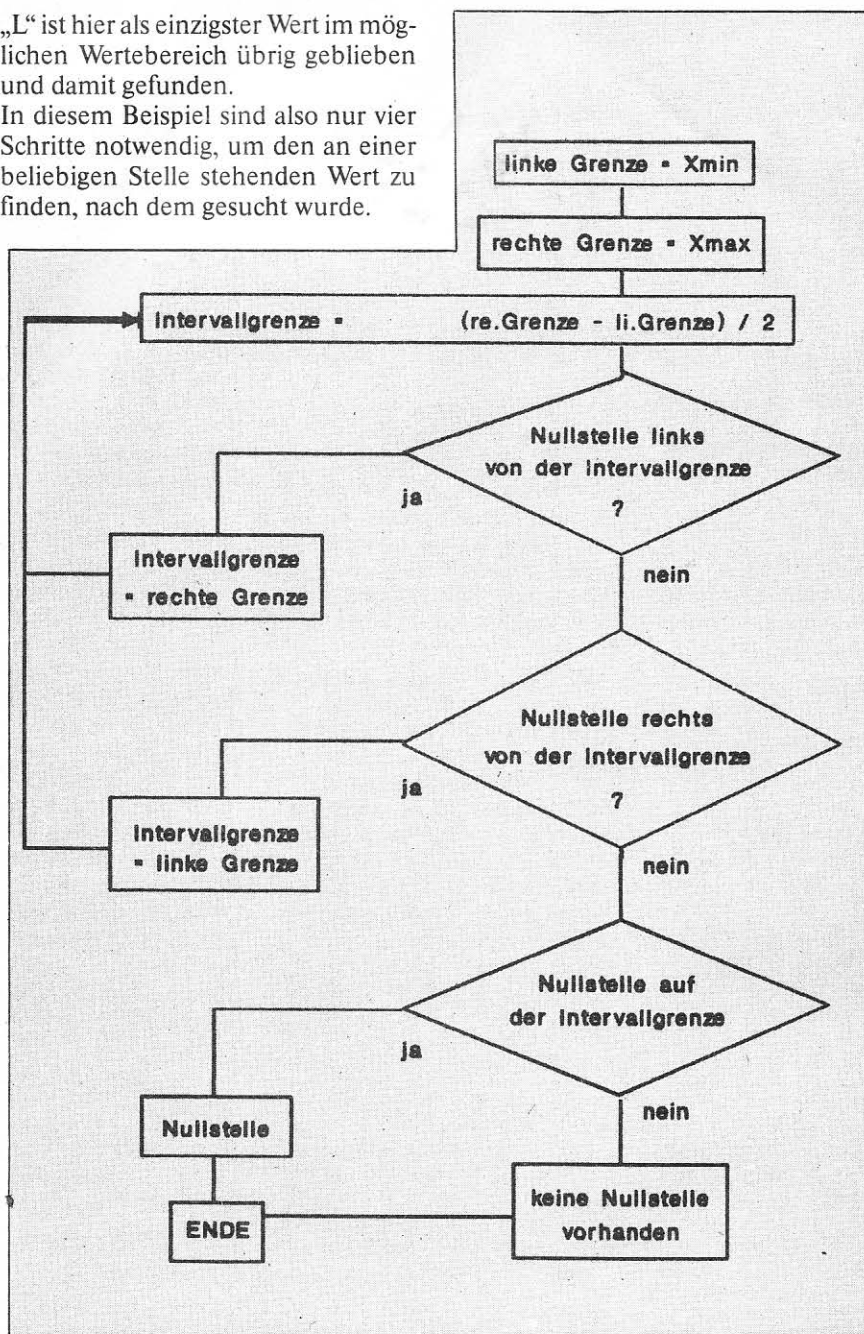 „L“ ist hier als einzigster Wert im mög-
lichen Wertebereich übrig geblieben
und damit gefunden.
In diesem Beispiel sind also nur vier
Schritte notwendig, um den an einer
beliebigen Stelle stehenden Wert zu
finden, nach dem gesucht wurde.
linke Grenze = Xmin
rechte Grenze = Xmax
Intervallgrenze = (re.Grenze - li.Grenze) / 2
Nullstelle links
von der Intervallgrenze
?
ja
nein
Intervallgrenze
= rechte Grenze
Nullstelle rechts
von der Intervallgrenze
?
ja
nein
Intervallgrenze
= linke Grenze
Nullstelle auf
der Intervallgrenze
ja
nein
Nullstelle
keine Nullstelle
vorhanden
ENDE